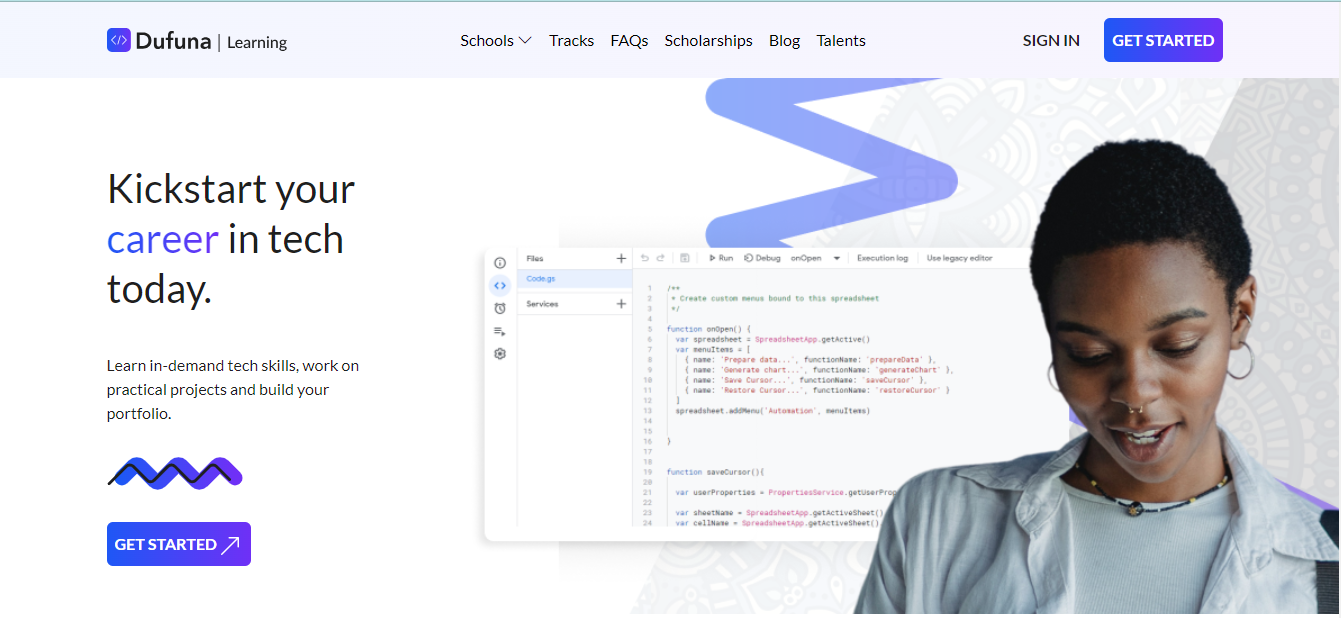 </> Dufuna | Learning
Schools Tracks FAQs Scholarships Blog Talents
SIGN IN GET STARTED
Kickstart your
career in tech
today.
Learn in-demand tech skills, work on
practical projects and build your
portfolio.
GET STARTED
Files +
Code.gs
Services +
Run Debug onOpen Execution log Use legacy editor
1 /**
2 * Create custom menus bound to this spreadsheet
3 */
4
5 function onOpen() {
6 var spreadsheet = SpreadsheetApp.getActive()
7 var menuItems = [
8 { name: 'Prepare data...', functionName: 'prepareData' },
9 { name: 'Generate chart...', functionName: 'generateChart' },
10 { name: 'Save Cursor...', functionName: 'saveCursor' },
11 { name: 'Restore Cursor...', functionName: 'restoreCursor' }
12 ]
13 spreadsheet.addMenu('Automation', menuItems)
14
15
16 }
17
18
19 function saveCursor(){
20
21 var userProperties = PropertiesService.getUserProp
22
23 var sheetName = SpreadsheetApp.getActiveSheet()
24 var cellName = SpreadsheetApp.getActiveSheet()